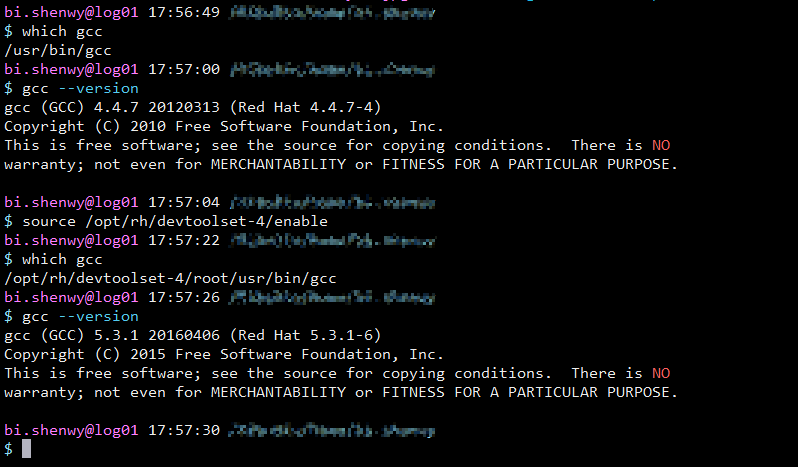 bi.shenwy@log01 17:56:49
$ which gcc
/usr/bin/gcc
bi.shenwy@log01 17:57:00
$ gcc --version
gcc (GCC) 4.4.7 20120313 (Red Hat 4.4.7-4)
Copyright (C) 2010 Free Software Foundation, Inc.
This is free software; see the source for copying conditions.  There is NO
warranty; not even for MERCHANTABILITY or FITNESS FOR A PARTICULAR PURPOSE.
bi.shenwy@log01 17:57:04
$ source /opt/rh/devtoolset-4/enable
bi.shenwy@log01 17:57:22
$ which gcc
/opt/rh/devtoolset-4/root/usr/bin/gcc
bi.shenwy@log01 17:57:26
$ gcc --version
gcc (GCC) 5.3.1 20160406 (Red Hat 5.3.1-6)
Copyright (C) 2015 Free Software Foundation, Inc.
This is free software; see the source for copying conditions.  There is NO
warranty; not even for MERCHANTABILITY or FITNESS FOR A PARTICULAR PURPOSE.
bi.shenwy@log01 17:57:30
$